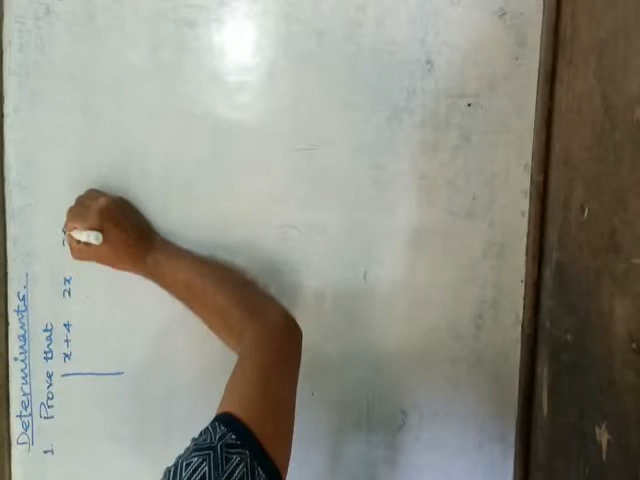 Determinants.
1. Prove that
x+4 2x